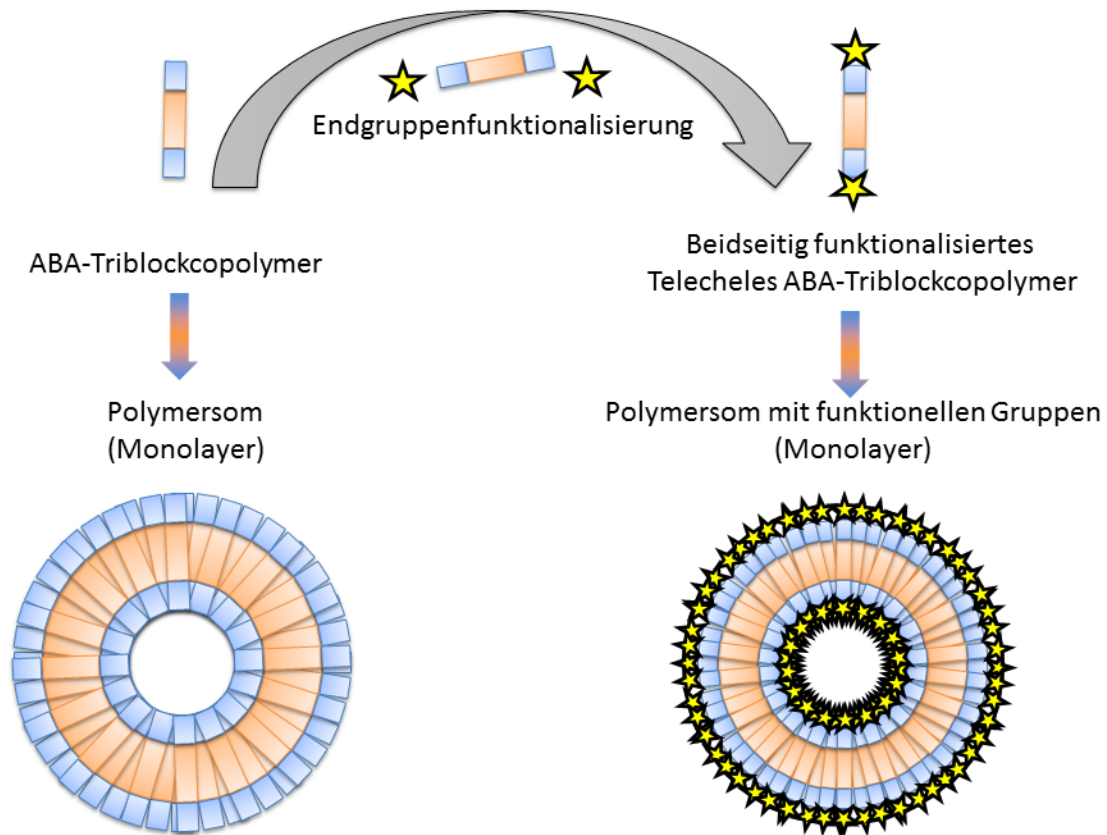 Endgruppenfunktionalisierung
ABA-Triblockcopolymer
Beidseitig funktionalisiertes
Telecheles ABA-Triblockcopolymer
Polymersom
(Monolayer)
Polymersom mit funktionellen Gruppen
(Monolayer)